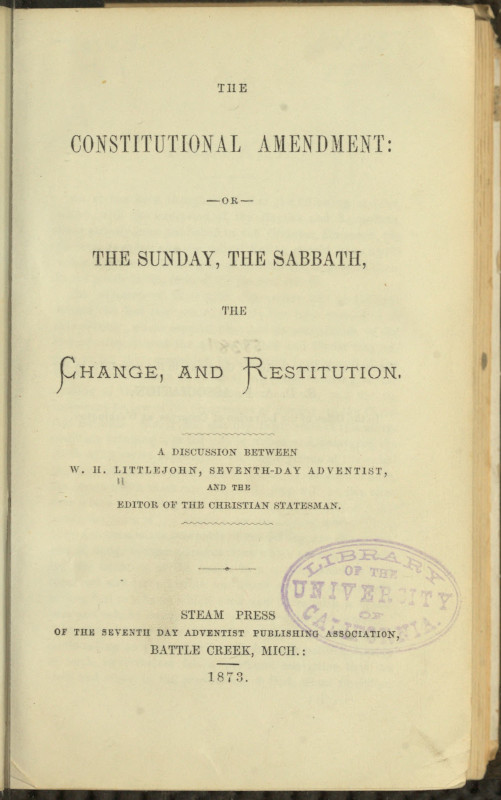 THE
CONSTITUTIONAL AMENDMENT:
—OR—
THE SUNDAY, THE SABBATH,
THE
CHANGE, AND RESTITUTION.
A DISCUSSION BETWEEN
W. H. LITTLEJOHN, SEVENTH-DAY ADVENTIST,
AND THE
EDITOR OF THE CHRISTIAN STATESMAN.
LIBRARY
OF THE
UNIVERSITY
OF
CALIFORNIA.
STEAM PRESS
OF THE SEVENTH DAY ADVENTIST PUBLISHING ASSOCIATION,
BATTLE CREEK, MICH.:
1873.